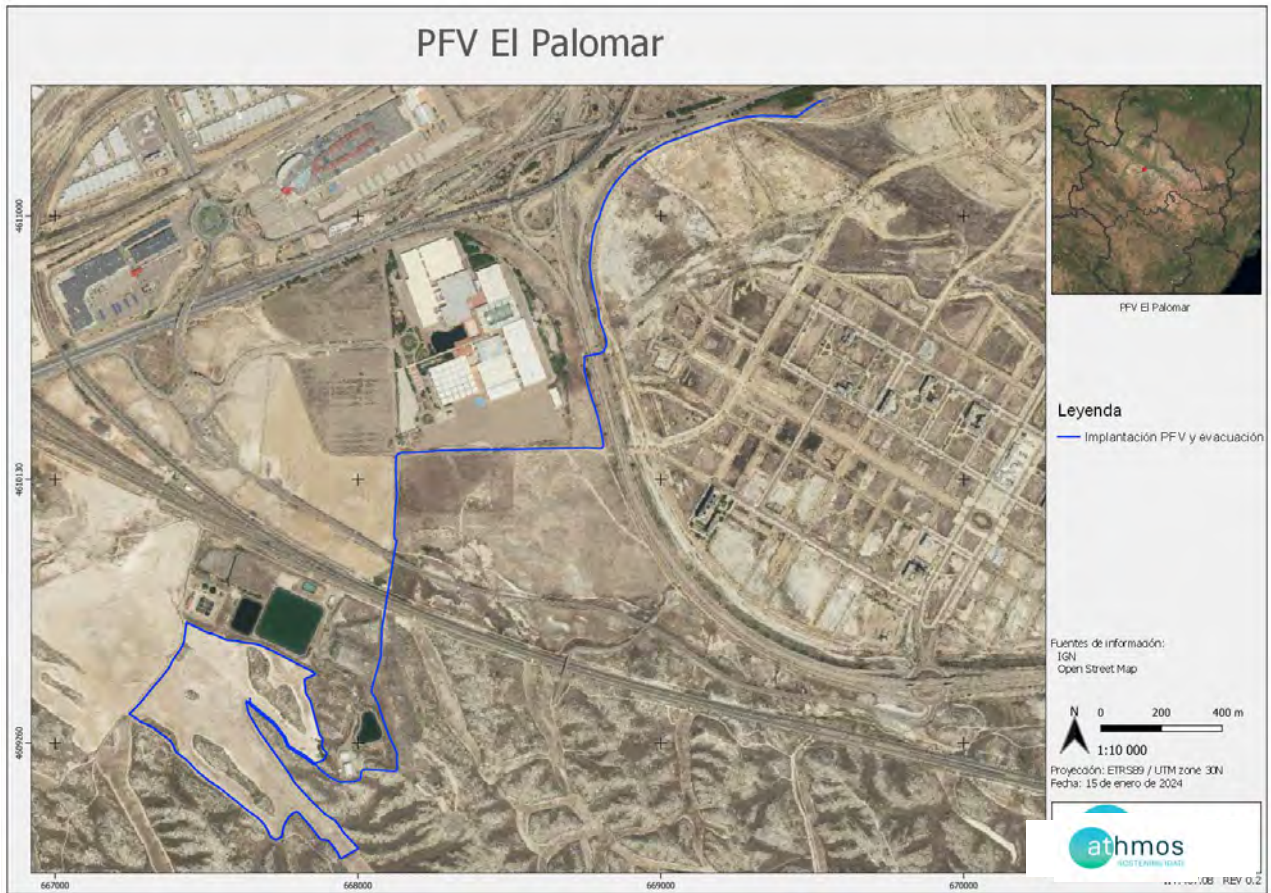 PFV El Palomar
4611000
4610130
4609260
667000
668000
669000
670000
PFV El Palomar
Leyenda
Implantación PFV y evacuación
Fuentes de información:
IGN
Open Street Map
N
0 200 400 m
1:10 000
Proyección: ETRS89 / UTM zone 30N
Fecha: 15 de enero de 2024
athmos
SOSTENIBILIDAD
REV 0.2